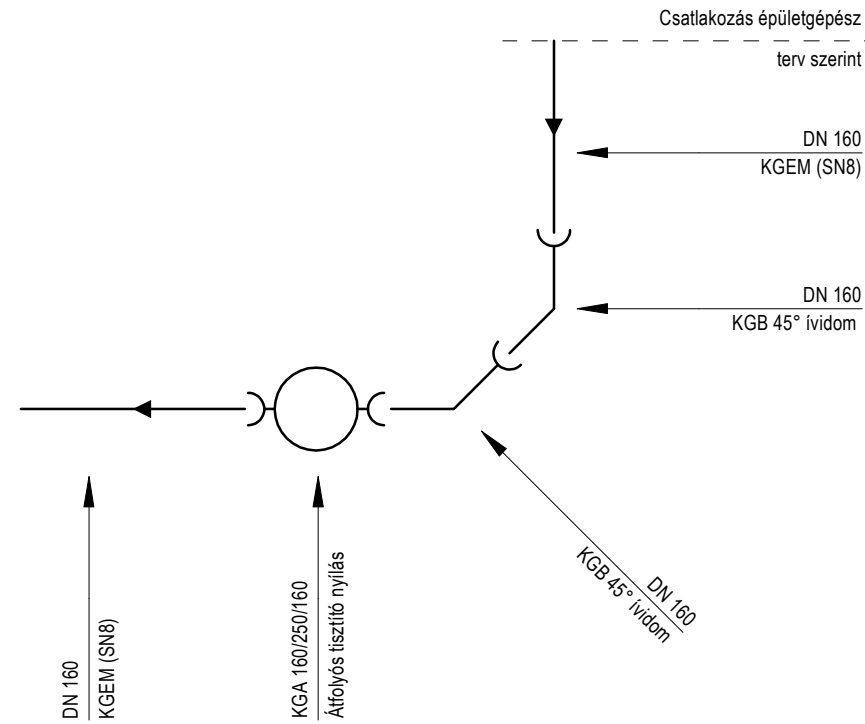 Csatlakozás épületgépész
terv szerint
DN 160
KGEM (SN8)
DN 160
KGB 45° ívidom
DN 160
KGB 45° ívidom
KGA 160/250/160
Átfolyós tisztító nyílás
DN 160
KGEM (SN8)